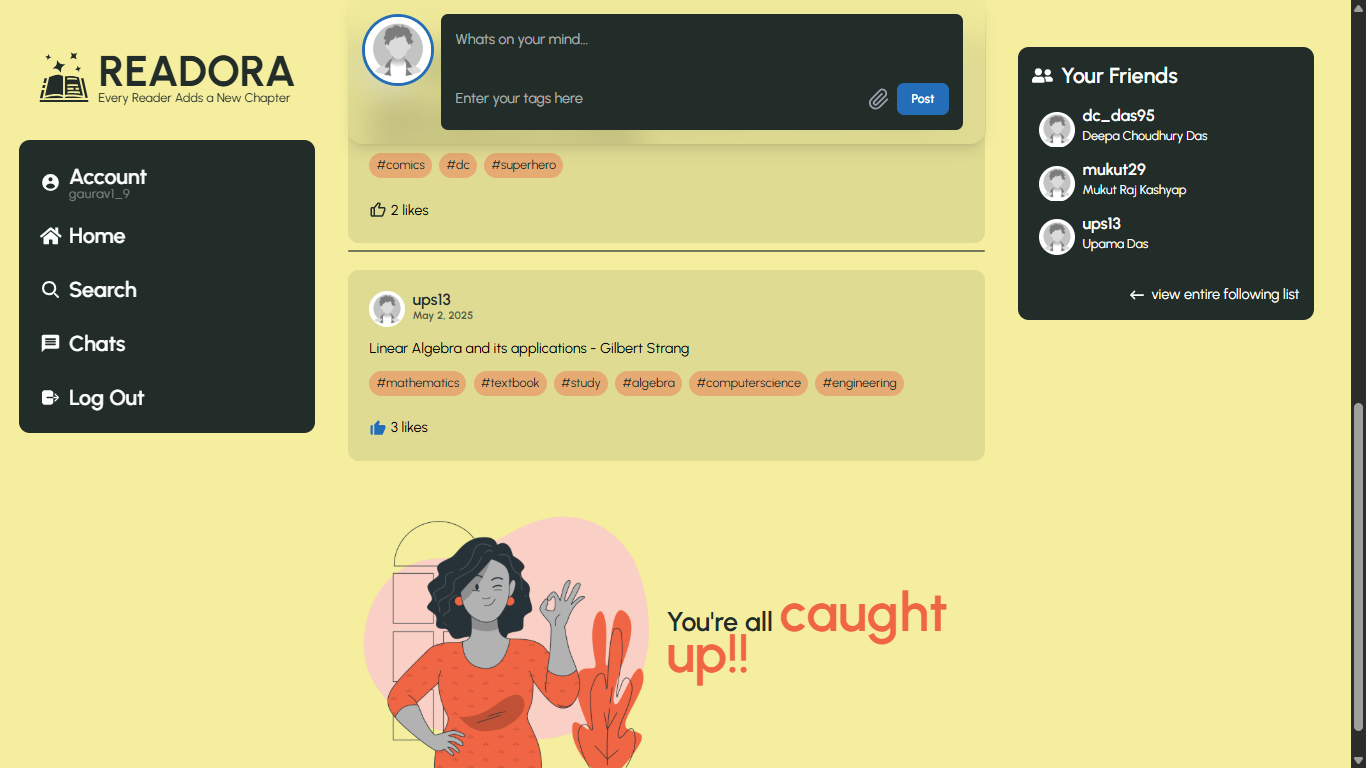 READORA
Every Reader Adds a New Chapter
Account
gaurav1_9
Home
Search
Chats
Log Out
Whats on your mind...
Enter your tags here
Post
#comics #dc #superhero
2 likes
ups13
May 2, 2025
Linear Algebra and its applications - Gilbert Strang
#mathematics #textbook #study #algebra #computerscience #engineering
3 likes
You're all caught
up!!
Your Friends
dc_das95
Deepa Choudhury Das
mukut29
Mukut Raj Kashyap
ups13
Upama Das
← view entire following list